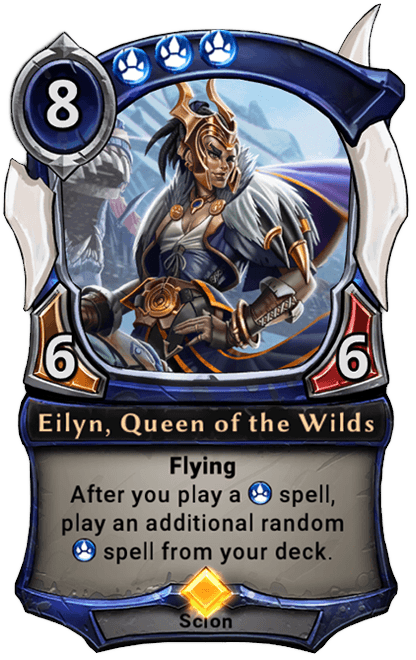 8
6
6
Eilyn, Queen of the Wilds
Flying
After you play a spell,
play an additional random
spell from your deck.
Scion